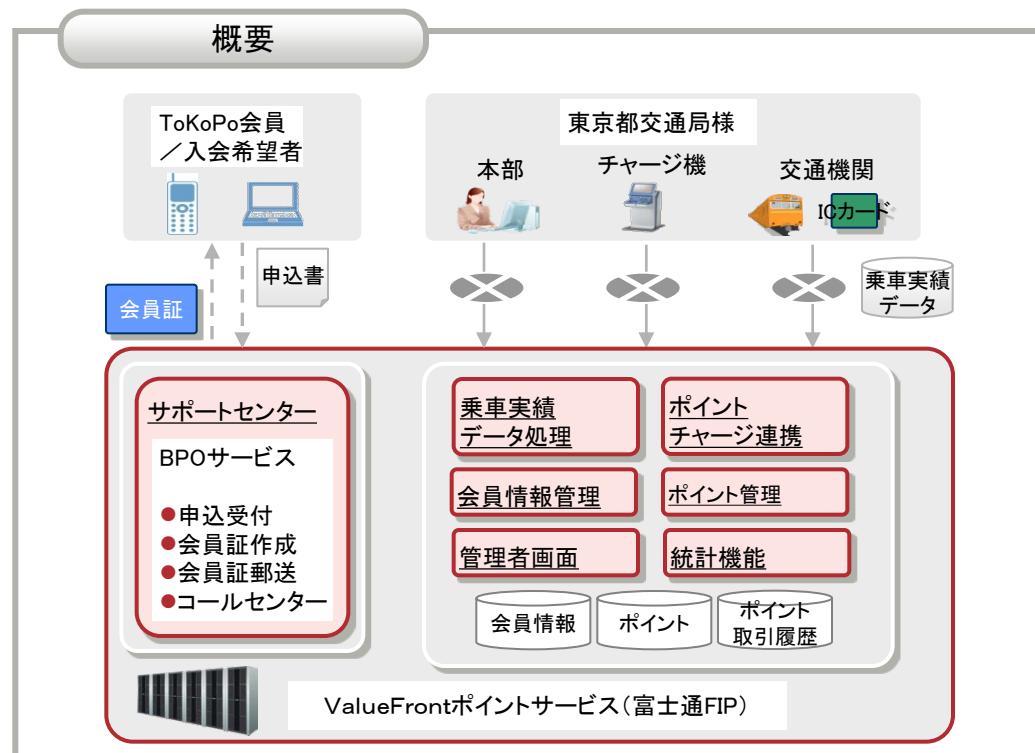 概要
ToKoPo会員
／入会希望者
東京都交通局様
本部
チャージ機
交通機関
ICカード
申込書
会員証
乗車実績
データ
サポートセンター
BPOサービス
●申込受付
●会員証作成
●会員証郵送
●コールセンター
乗車実績
データ処理
ポイント
チャージ連携
会員情報管理
ポイント管理
管理者画面
統計機能
会員情報
ポイント
ポイント
取引履歴
ValueFrontポイントサービス（富士通FIP）